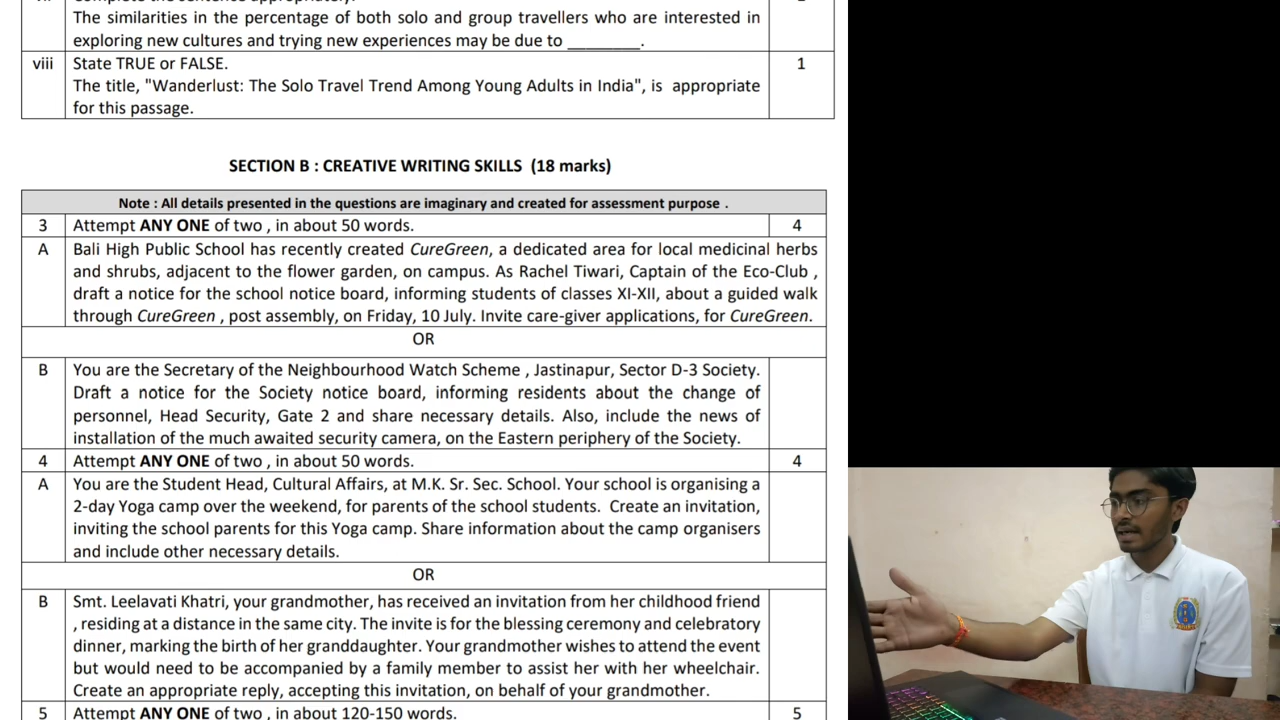 The similarities in the percentage of both solo and group travellers who are interested in
exploring new cultures and trying new experiences may be due to ________.
viii State TRUE or FALSE. 1
The title, "Wanderlust: The Solo Travel Trend Among Young Adults in India", is appropriate
for this passage.
SECTION B : CREATIVE WRITING SKILLS (18 marks)
Note : All details presented in the questions are imaginary and created for assessment purpose .
3 Attempt ANY ONE of two , in about 50 words. 4
A Bali High Public School has recently created CureGreen, a dedicated area for local medicinal herbs
and shrubs, adjacent to the flower garden, on campus. As Rachel Tiwari, Captain of the Eco-Club ,
draft a notice for the school notice board, informing students of classes XI-XII, about a guided walk
through CureGreen , post assembly, on Friday, 10 July. Invite care-giver applications, for CureGreen.
OR
B You are the Secretary of the Neighbourhood Watch Scheme , Jastinapur, Sector D-3 Society.
Draft a notice for the Society notice board, informing residents about the change of
personnel, Head Security, Gate 2 and share necessary details. Also, include the news of
installation of the much awaited security camera, on the Eastern periphery of the Society.
4 Attempt ANY ONE of two , in about 50 words. 4
A You are the Student Head, Cultural Affairs, at M.K. Sr. Sec. School. Your school is organising a
2-day Yoga camp over the weekend, for parents of the school students. Create an invitation,
inviting the school parents for this Yoga camp. Share information about the camp organisers
and include other necessary details.
OR
B Smt. Leelavati Khatri, your grandmother, has received an invitation from her childhood friend
, residing at a distance in the same city. The invite is for the blessing ceremony and celebratory
dinner, marking the birth of her granddaughter. Your grandmother wishes to attend the event
but would need to be accompanied by a family member to assist her with her wheelchair.
Create an appropriate reply, accepting this invitation, on behalf of your grandmother.
5 Attempt ANY ONE of two, in about 120-150 words. 5